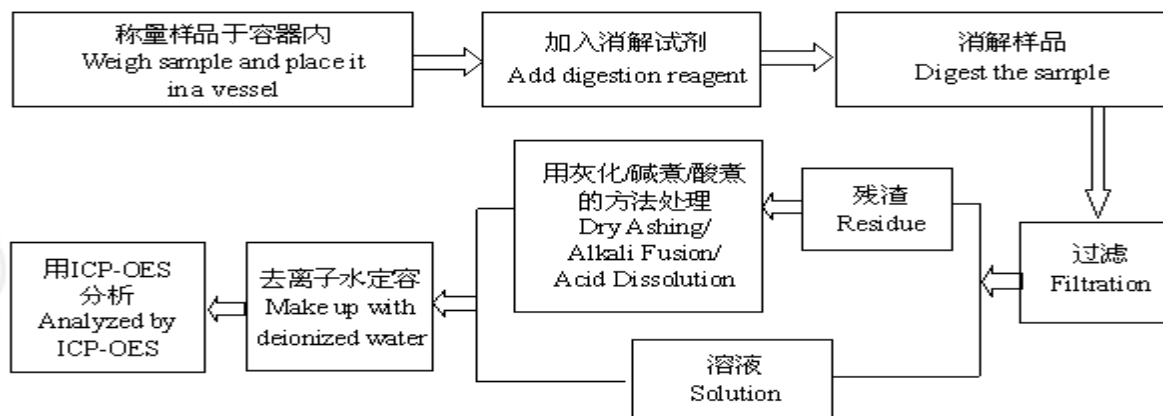 称量样品于容器内
Weigh sample and place it
in a vessel
加入消解试剂
Add digestion reagent
消解样品
Digest the sample
过滤
Filtration
残渣
Residue
用灰化/碱煮/酸煮
的方法处理
Dry Ashing/
Alkali Fusion/
Acid Dissolution
溶液
Solution
去离子水定容
Make up with
deionized water
用ICP-OES
分析
Analyzed by
ICP-OES